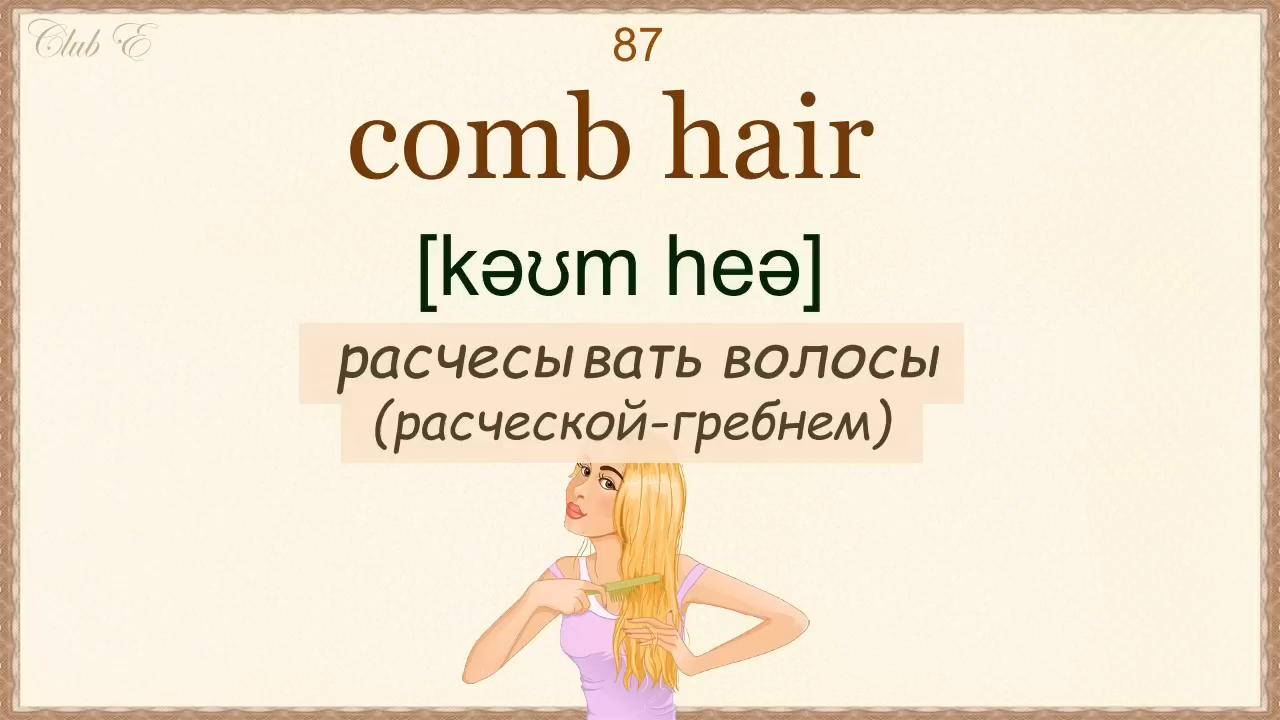 Club E
87
comb hair
[kəʊm heə]
расчесывать волосы
(расческой-гребнем)